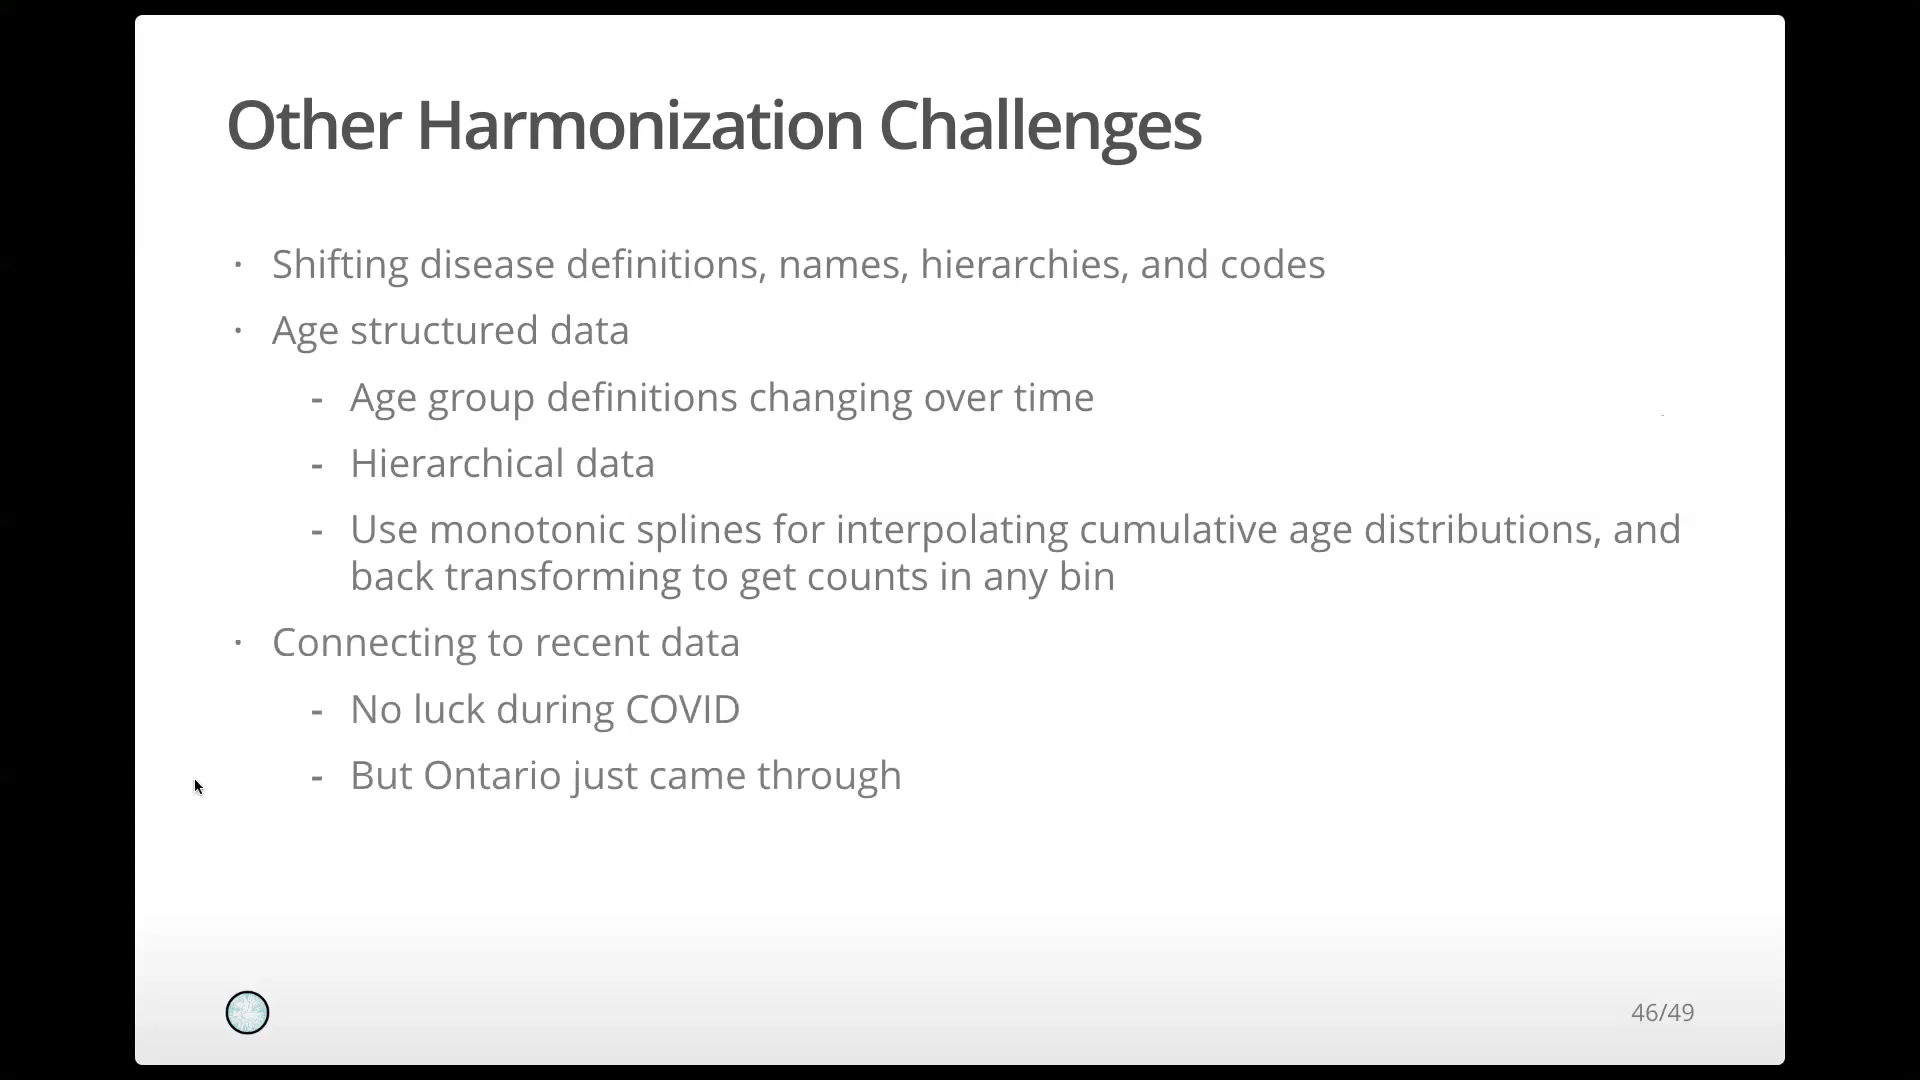 Other Harmonization Challenges
· Shifting disease definitions, names, hierarchies, and codes
· Age structured data
- Age group definitions changing over time
- Hierarchical data
- Use monotonic splines for interpolating cumulative age distributions, and
back transforming to get counts in any bin
· Connecting to recent data
- No luck during COVID
- But Ontario just came through
46/49